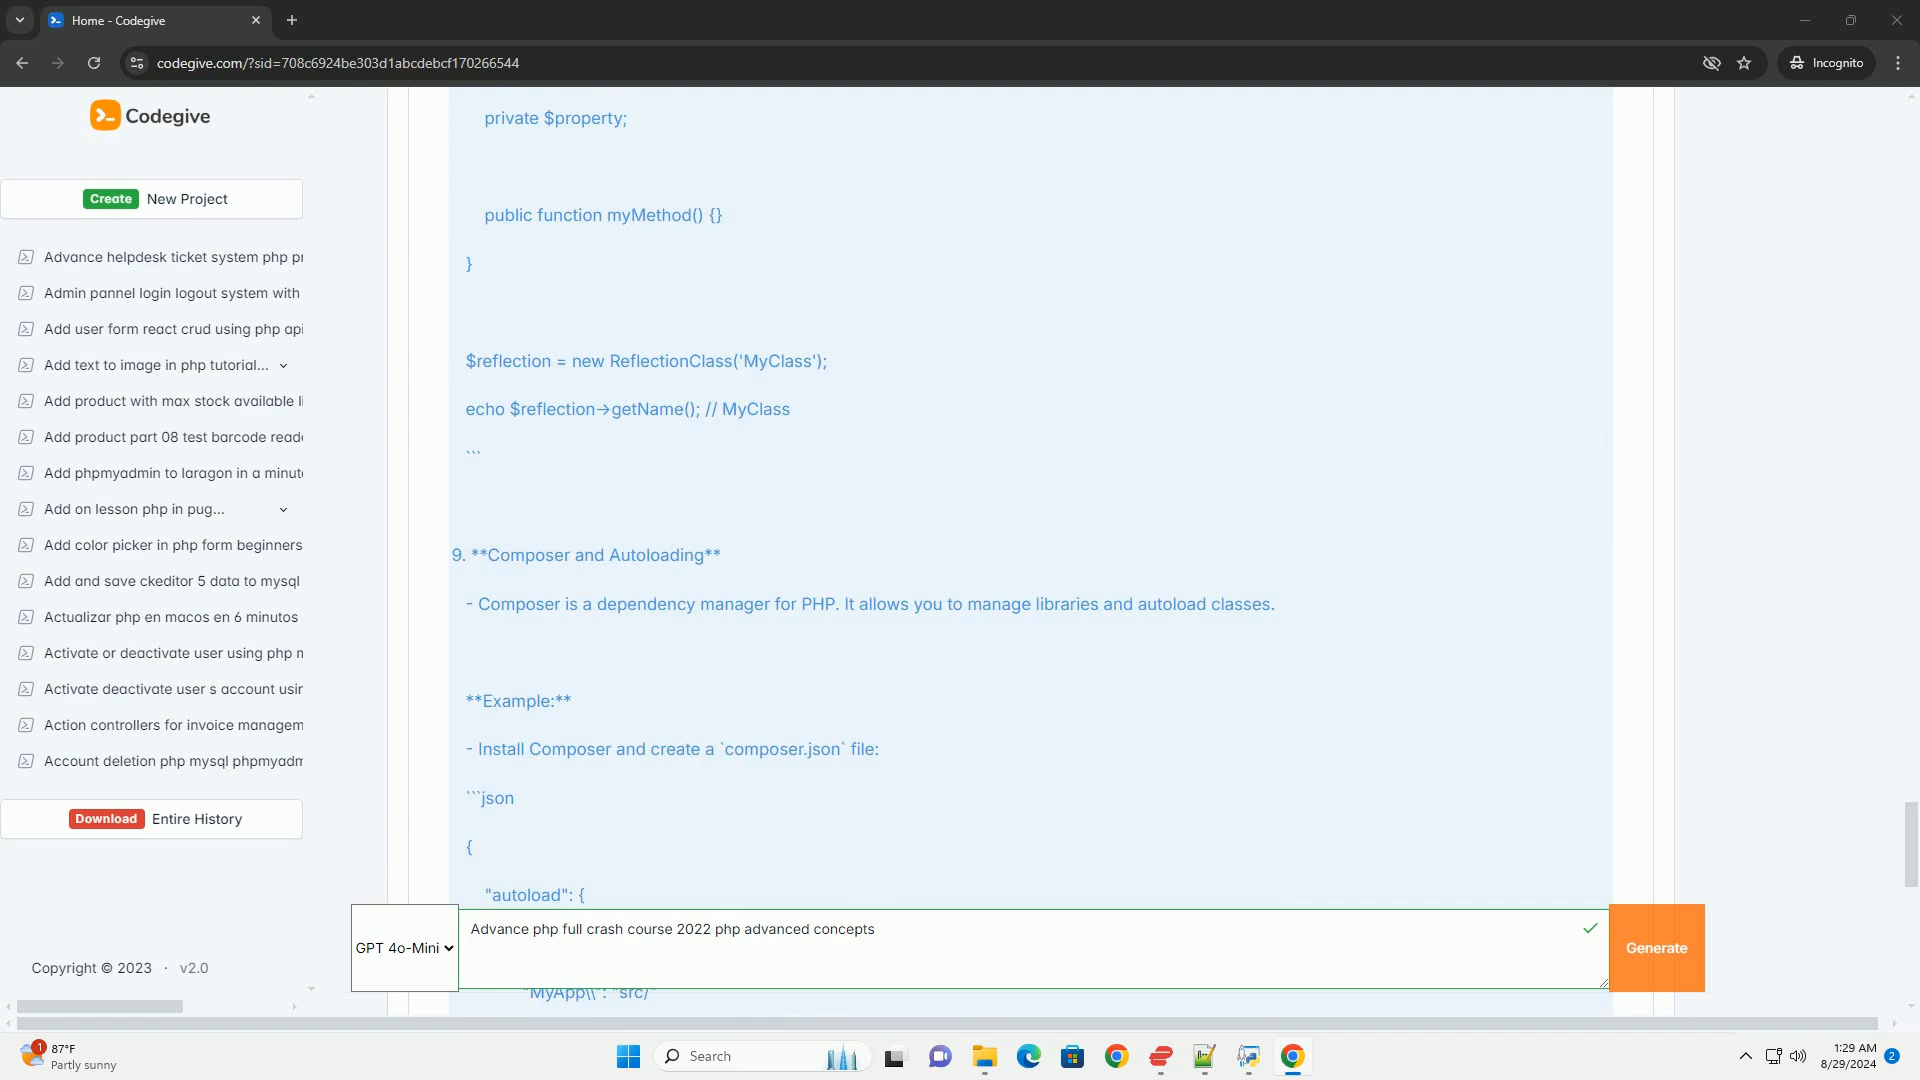 Home - Codegive
codegive.com/?sid=708c6924be303d1abcdebcf170266544
Incognito
Codegive
Create New Project
Advance helpdesk ticket system php pr
Admin pannel login logout system with
Add user form react crud using php api
Add text to image in php tutorial...
Add product with max stock available li
Add product part 08 test barcode reade
Add phpmyadmin to laragon in a minute
Add on lesson php in pug...
Add color picker in php form beginners
Add and save ckeditor 5 data to mysql
Actualizar php en macos en 6 minutos
Activate or deactivate user using php m
Activate deactivate user s account usin
Action controllers for invoice managem
Account deletion php mysql phpmyadm
Download Entire History
Copyright © 2023 · v2.0
private $property;
public function myMethod() {}
}
$reflection = new ReflectionClass('MyClass');
echo $reflection->getName(); // MyClass
```
9. **Composer and Autoloading**
- Composer is a dependency manager for PHP. It allows you to manage libraries and autoload classes.
**Example:**
- Install Composer and create a `composer.json` file:
```json
{
"autoload": {
"MyApp\\": "src/"
GPT 4o-Mini
Advance php full crash course 2022 php advanced concepts
Generate
1
87°F
Partly sunny
Search
1:29 AM
8/29/2024
2